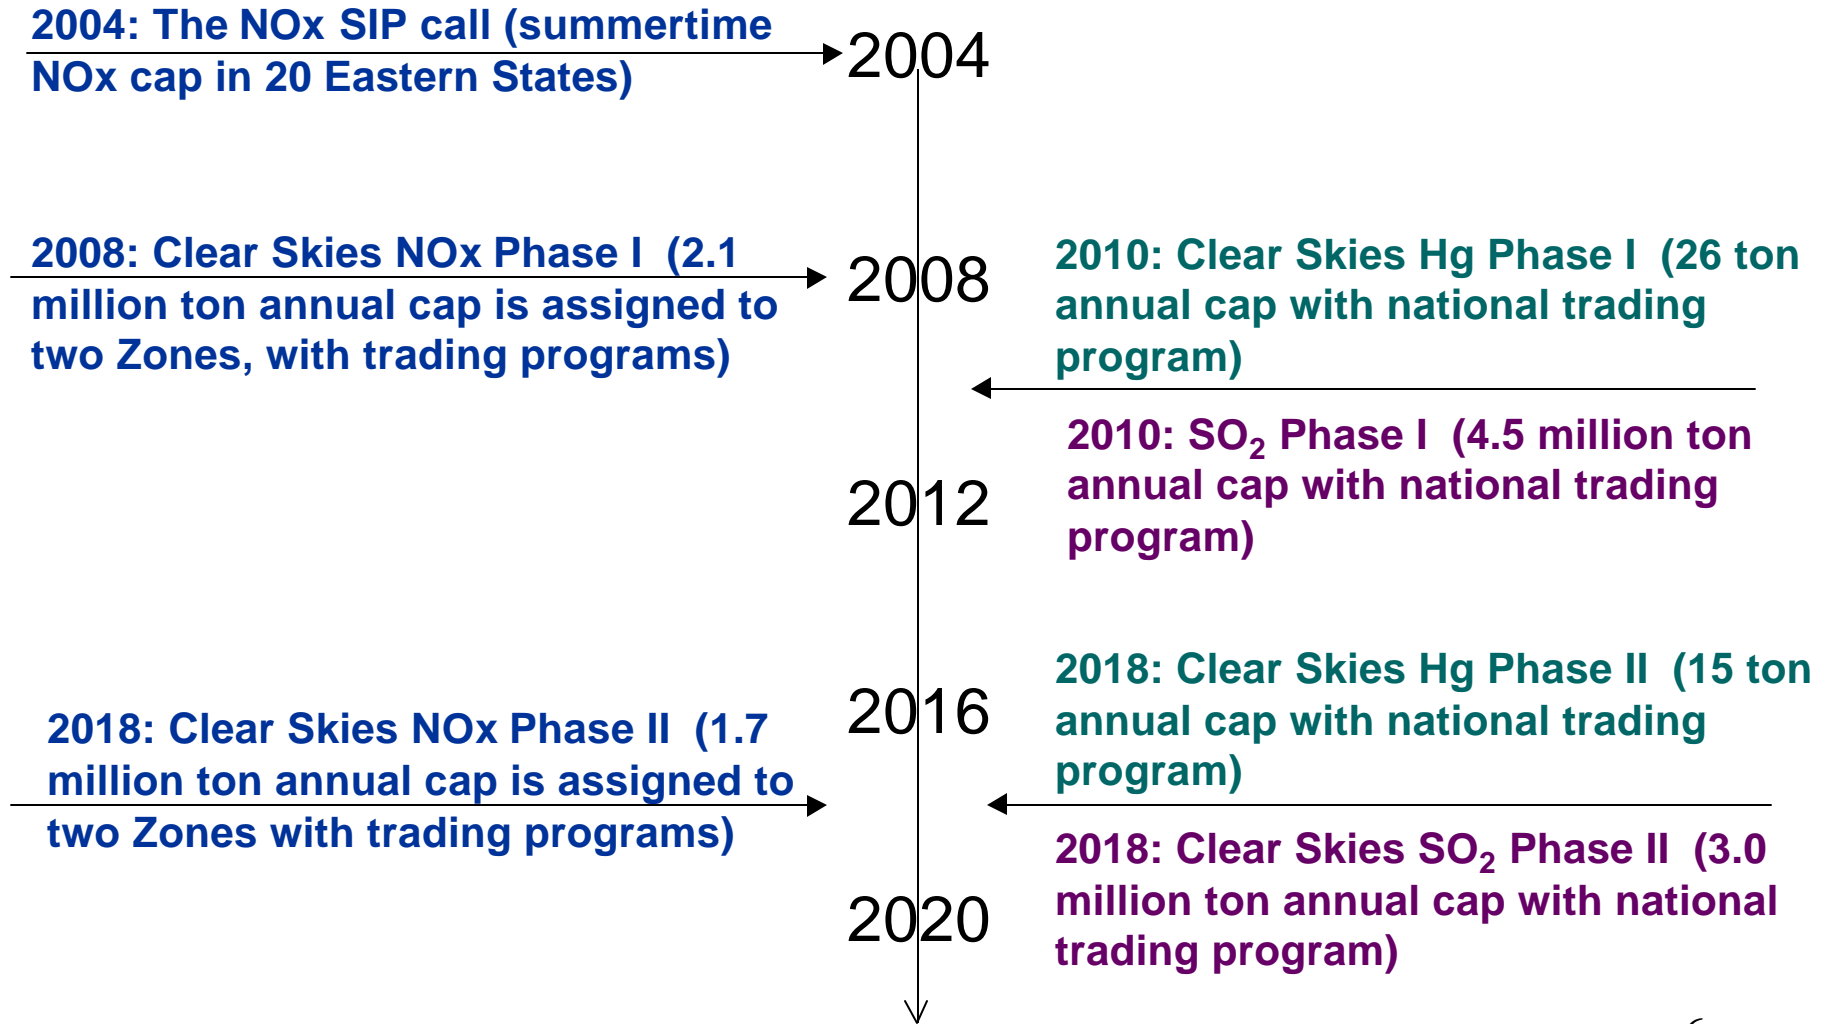 2004: The NOx SIP call (summertime
NOx cap in 20 Eastern States)
2004
2008: Clear Skies NOx Phase I (2.1
million ton annual cap is assigned to
two Zones, with trading programs)
2008
2010: Clear Skies Hg Phase I (26 ton
annual cap with national trading
program)
2010: SO₂ Phase I (4.5 million ton
annual cap with national trading
program)
2012
2016
2018: Clear Skies Hg Phase II (15 ton
annual cap with national trading
program)
2018: Clear Skies NOx Phase II (1.7
million ton annual cap is assigned to
two Zones with trading programs)
2018: Clear Skies SO₂ Phase II (3.0
million ton annual cap with national
trading program)
2020